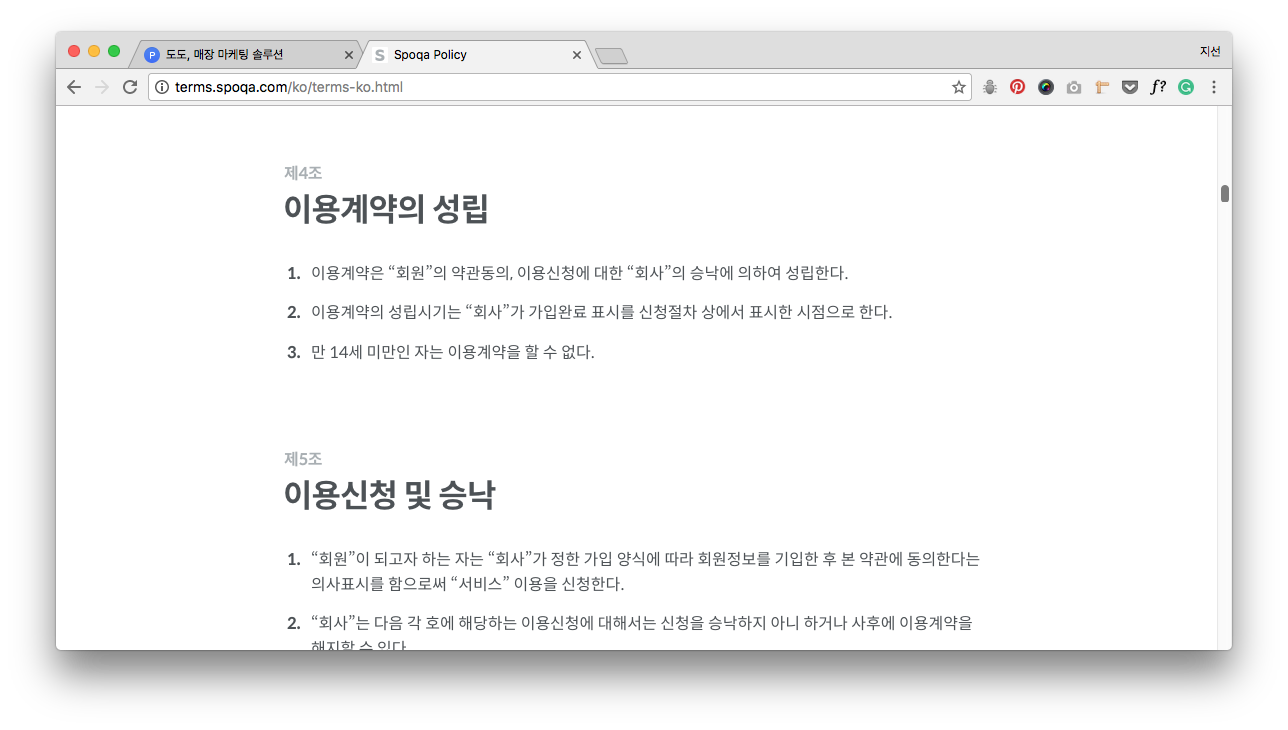 도도, 매장 마케팅 솔루션
Spoqa Policy
지선
terms.spoqa.com/ko/terms-ko.html
f?
제4조
이용계약의 성립
1. 이용계약은 “회원”의 약관동의, 이용신청에 대한 “회사”의 승낙에 의하여 성립한다.
2. 이용계약의 성립시기는 “회사”가 가입완료 표시를 신청절차 상에서 표시한 시점으로 한다.
3. 만 14세 미만인 자는 이용계약을 할 수 없다.
제5조
이용신청 및 승낙
1. “회원”이 되고자 하는 자는 “회사”가 정한 가입 양식에 따라 회원정보를 기입한 후 본 약관에 동의한다는
의사표시를 함으로써 “서비스” 이용을 신청한다.
2. “회사”는 다음 각 호에 해당하는 이용신청에 대해서는 신청을 승낙하지 아니 하거나 사후에 이용계약을
해지할 수 있다